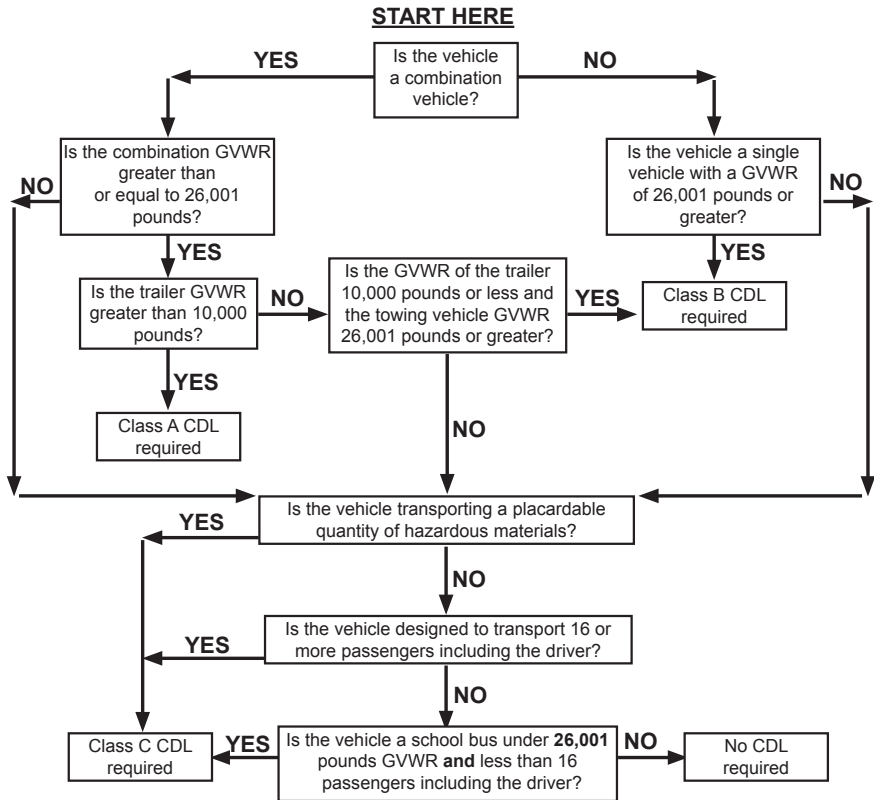 START HERE
Is the vehicle
a combination
vehicle?
YES
NO
Is the combination GVWR
greater than
or equal to 26,001
pounds?
NO
YES
Is the vehicle a single
vehicle with a GVWR
of 26,001 pounds or
greater?
NO
YES
Is the trailer GVWR
greater than 10,000
pounds?
NO
YES
Is the GVWR of the trailer
10,000 pounds or less and
the towing vehicle GVWR
26,001 pounds or greater?
YES
NO
Class B CDL
required
Class A CDL
required
Is the vehicle transporting a placardable
quantity of hazardous materials?
YES
NO
Is the vehicle designed to transport 16 or
more passengers including the driver?
YES
NO
Is the vehicle a school bus under 26,001
pounds GVWR and less than 16
passengers including the driver?
YES
NO
Class C CDL
required
No CDL
required